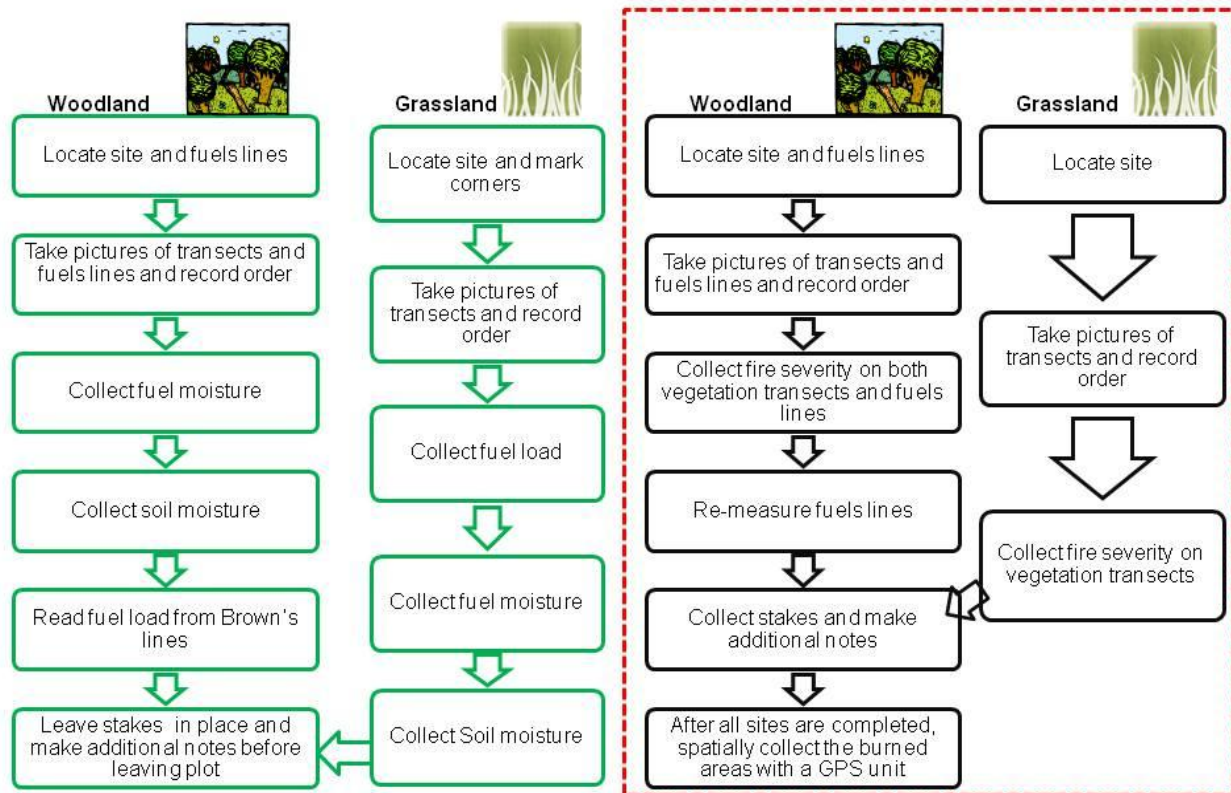 Woodland
Locate site and fuels lines
Take pictures of transects and
fuels lines and record order
Collect fuel moisture
Collect soil moisture
Read fuel load from Brown's
lines
Leave stakes in place and
make additional notes before
leaving plot
Grassland
Locate site and mark
corners
Take pictures of
transects and record
order
Collect fuel load
Collect fuel moisture
Collect Soil moisture
Woodland
Locate site and fuels lines
Take pictures of transects and
fuels lines and record order
Collect fire severity on both
vegetation transects and fuels
lines
Re-measure fuels lines
Collect stakes and make
additional notes
After all sites are completed,
spatially collect the burned
areas with a GPS unit
Grassland
Locate site
Take pictures of
transects and record
order
Collect fire severity on
vegetation transects